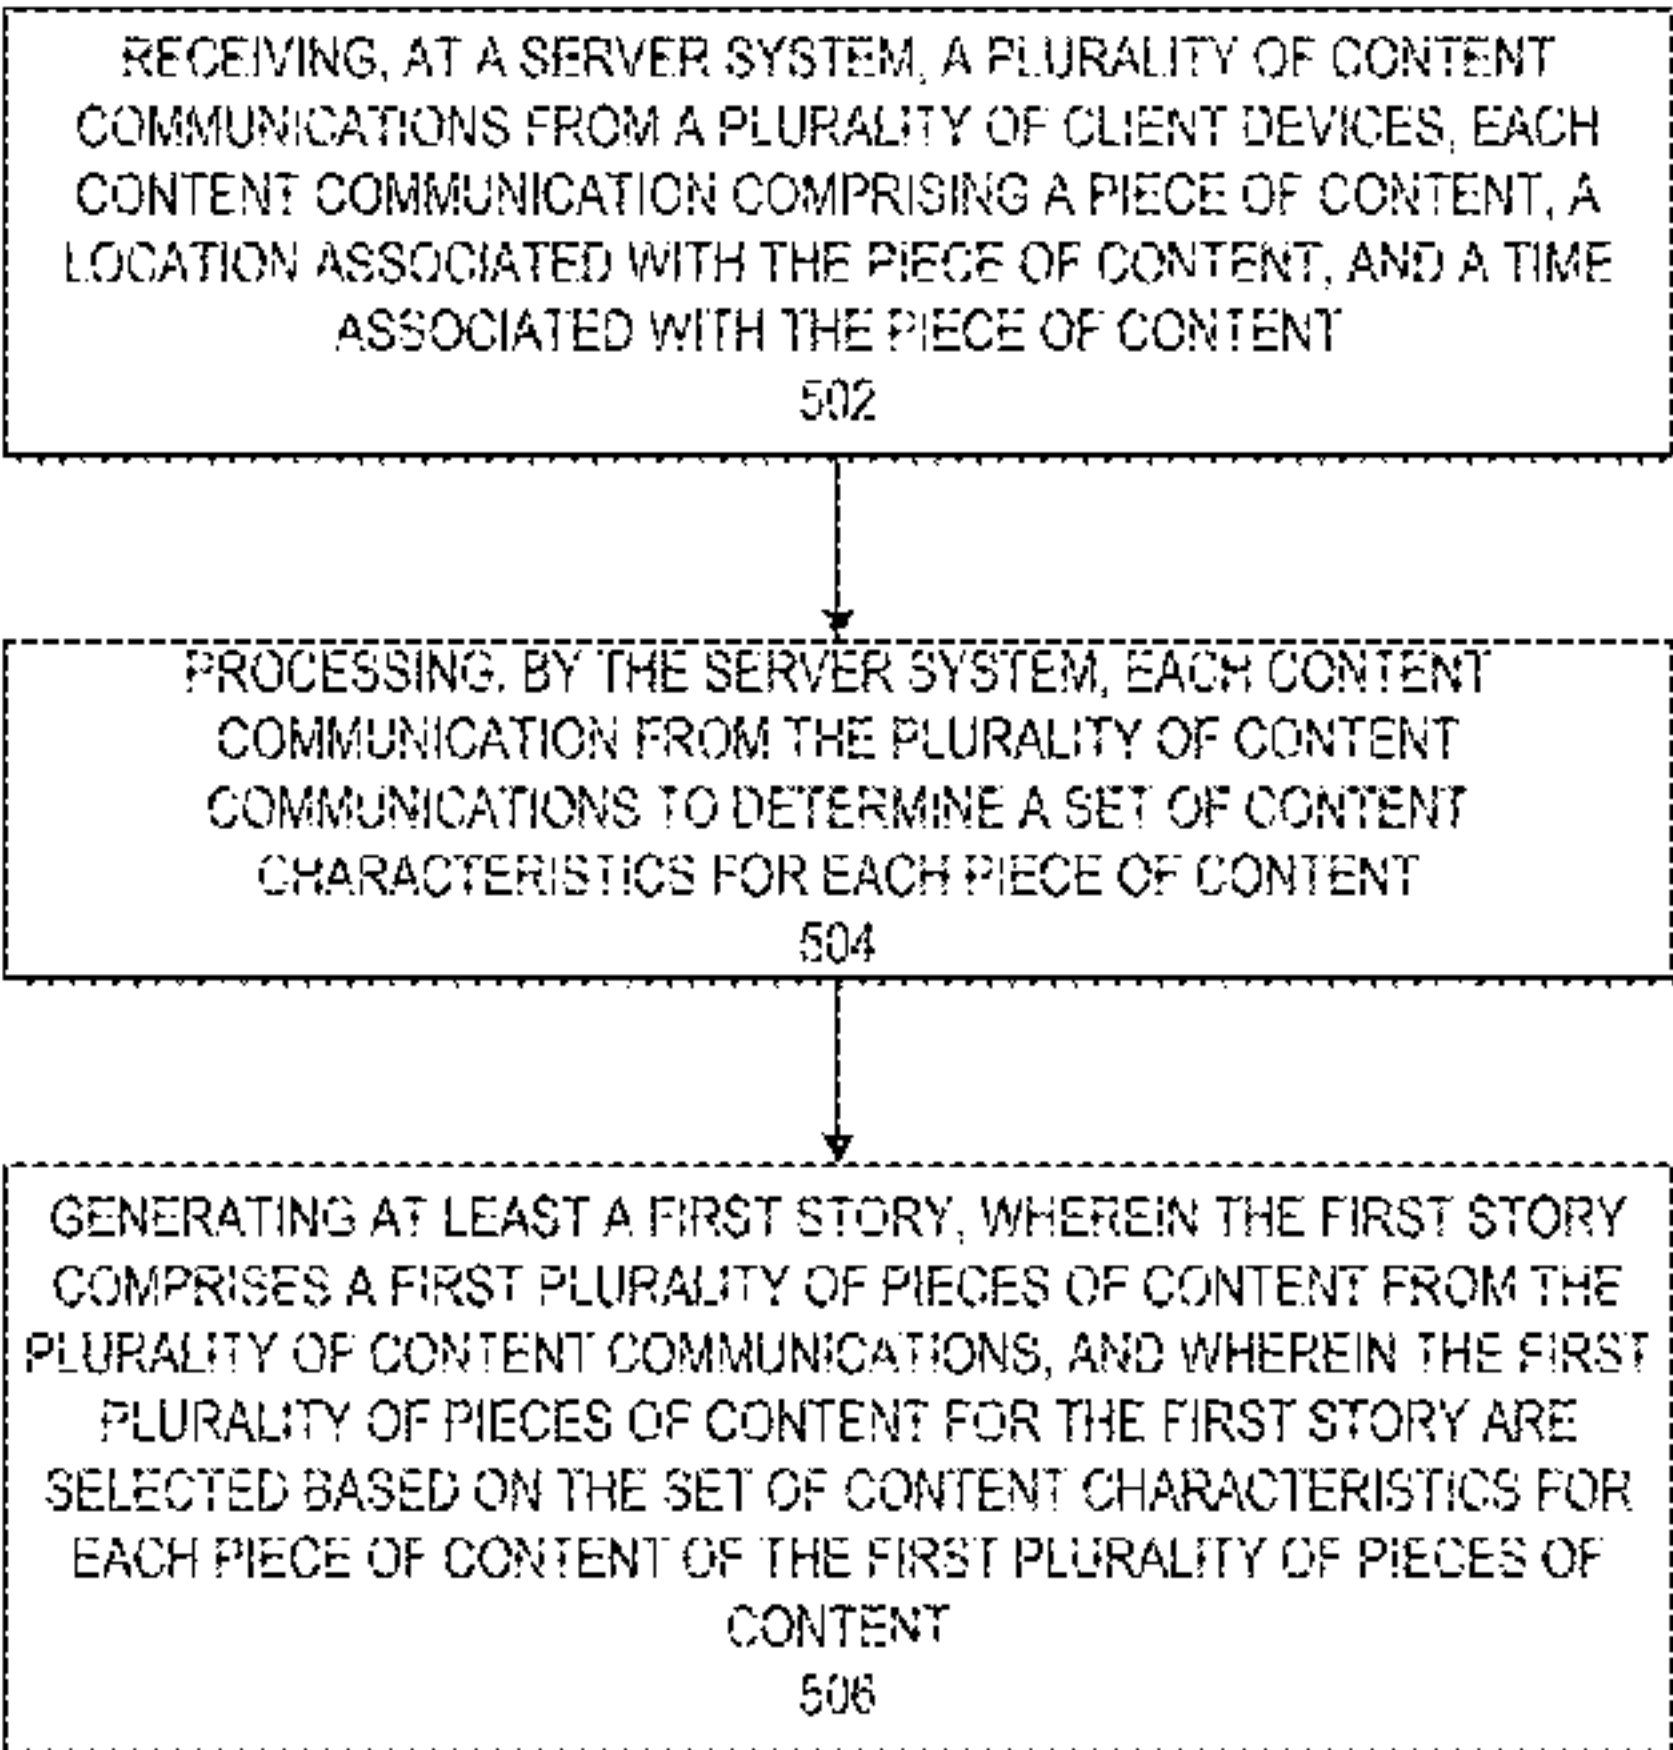 RECEIVING, AT A SERVER SYSTEM, A PLURALITY OF CONTENT
COMMUNICATIONS FROM A PLURALITY OF CLIENT DEVICES, EACH
CONTENT COMMUNICATION COMPRISING A PIECE OF CONTENT, A
LOCATION ASSOCIATED WITH THE PIECE OF CONTENT, AND A TIME
ASSOCIATED WITH THE PIECE OF CONTENT
502
PROCESSING, BY THE SERVER SYSTEM, EACH CONTENT
COMMUNICATION FROM THE PLURALITY OF CONTENT
COMMUNICATIONS TO DETERMINE A SET OF CONTENT
CHARACTERISTICS FOR EACH PIECE OF CONTENT
504
GENERATING AT LEAST A FIRST STORY, WHEREIN THE FIRST STORY
COMPRISES A FIRST PLURALITY OF PIECES OF CONTENT FROM THE
PLURALITY OF CONTENT COMMUNICATIONS, AND WHEREIN THE FIRST
PLURALITY OF PIECES OF CONTENT FOR THE FIRST STORY ARE
SELECTED BASED ON THE SET OF CONTENT CHARACTERISTICS FOR
EACH PIECE OF CONTENT OF THE FIRST PLURALITY OF PIECES OF
CONTENT
506